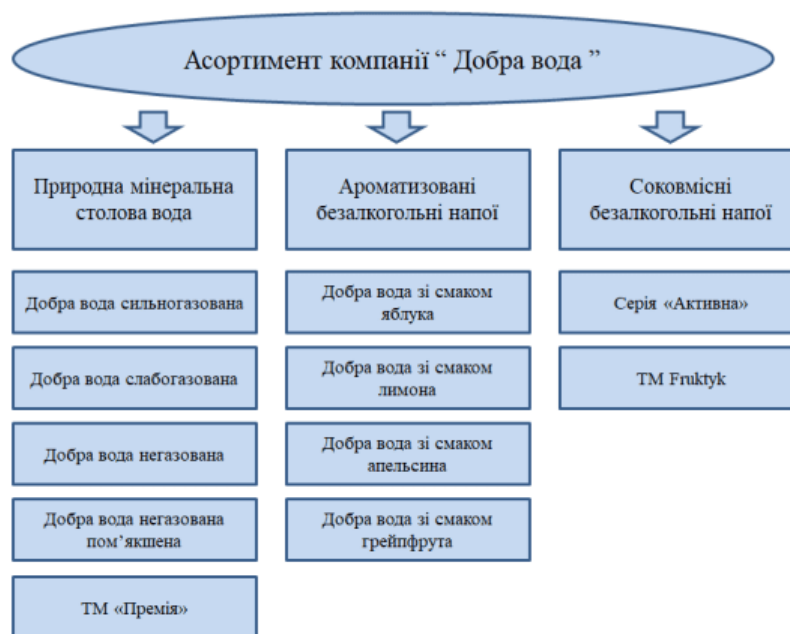 Асортимент компанії “ Добра вода ”
Природна мінеральна
столова вода
Добра вода сильногазована
Добра вода слабогазована
Добра вода негазована
Добра вода негазована
пом’якшена
ТМ «Премія»
Ароматизовані
безалкогольні напої
Добра вода зі смаком
яблука
Добра вода зі смаком
лимона
Добра вода зі смаком
апельсина
Добра вода зі смаком
грейпфрута
Соковмісні
безалкогольні напої
Серія «Активна»
ТМ Fruktyk